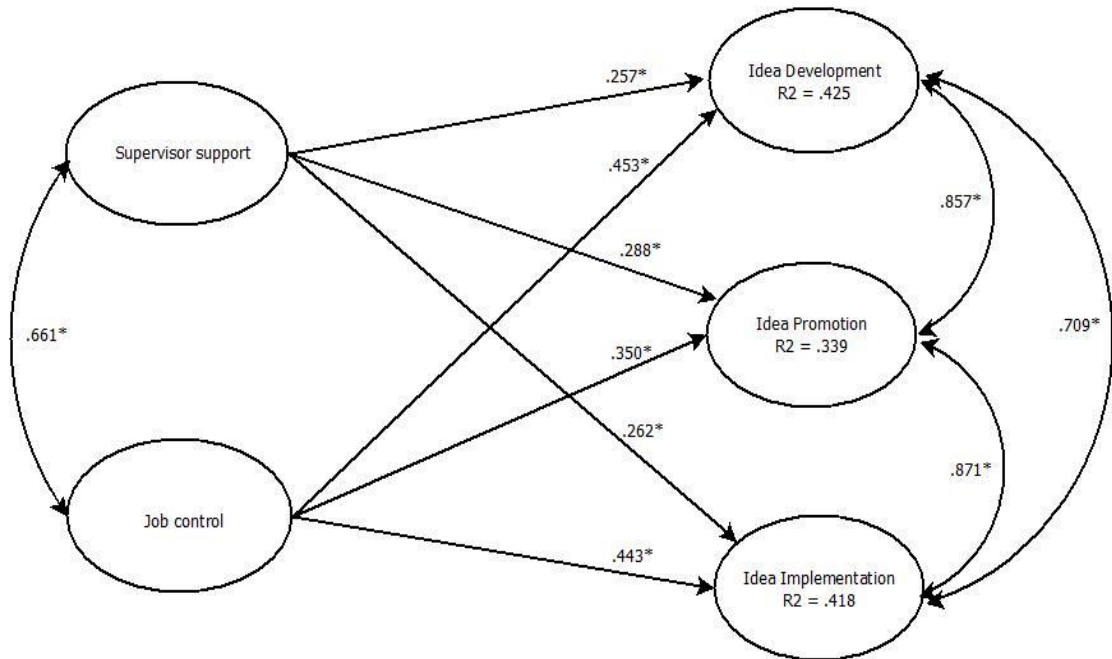 Idea Development
R2 = .425
.257*
Supervisor support
.453*
.857*
.288*
Idea Promotion
R2 = .339
.709*
.661*
.350*
.262*
.871*
Job control
.443*
Idea Implementation
R2 = .418